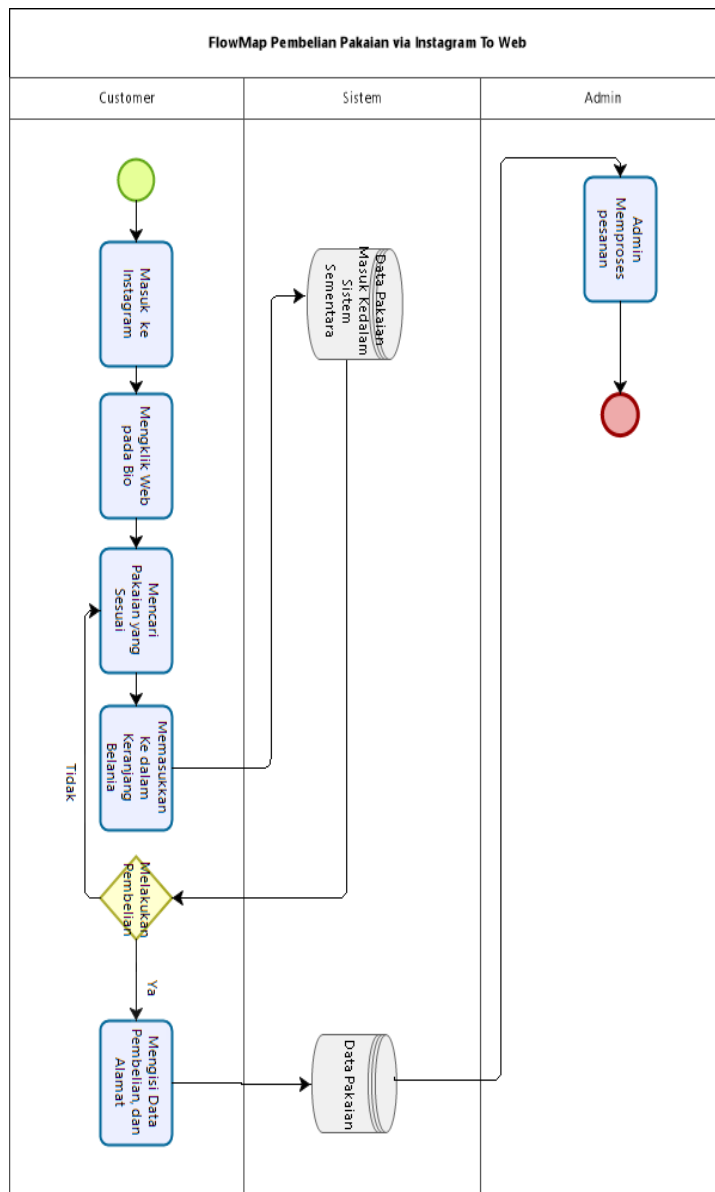 FlowMap Pembelian Pakaian via Instagram To Web
Customer
Sistem
Admin
Masuk ke
Instagram
Mengklik Web
pada Bio
Mencari
Pakaian yang
Sesuai
Memasukkan
Ke dalam
Keranjang
Belania
Data Pakaian
Masuk Kedalam
Sistem
Sementara
Melakukan
Pembelian
Tidak
Ya
Mengisi Data
Pembelian, dan
Alamat
Data Pakaian
Admin
Memproses
pesanan